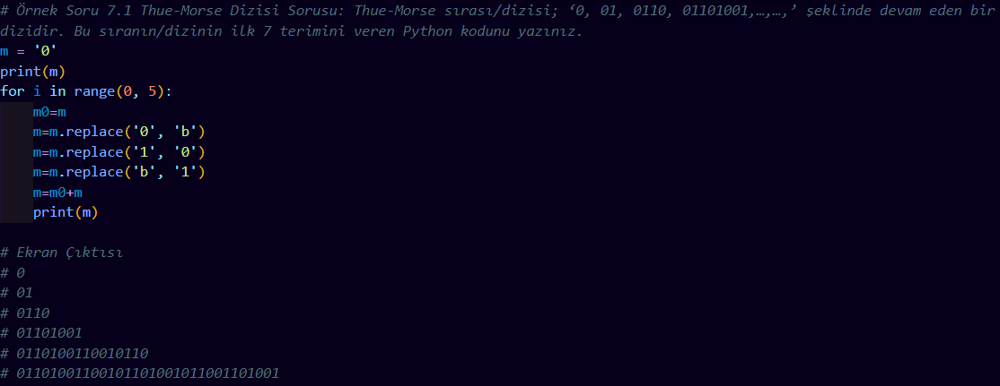 # Örnek Soru 7.1 Thue-Morse Dizisi Sorusu: Thue-Morse sırası/dizisi; ‘0, 01, 0110, 01101001,…,…,’ şeklinde devam eden bir
dizidir. Bu sıranın/dizinin ilk 7 terimini veren Python kodunu yazınız.
m = '0'
print(m)
for i in range(0, 5):
    m0=m
    m=m.replace('0', 'b')
    m=m.replace('1', '0')
    m=m.replace('b', '1')
    m=m0+m
    print(m)

# Ekran Çıktısı
# 0
# 01
# 0110
# 01101001
# 0110100110010110
# 01101001100101101001011001101001